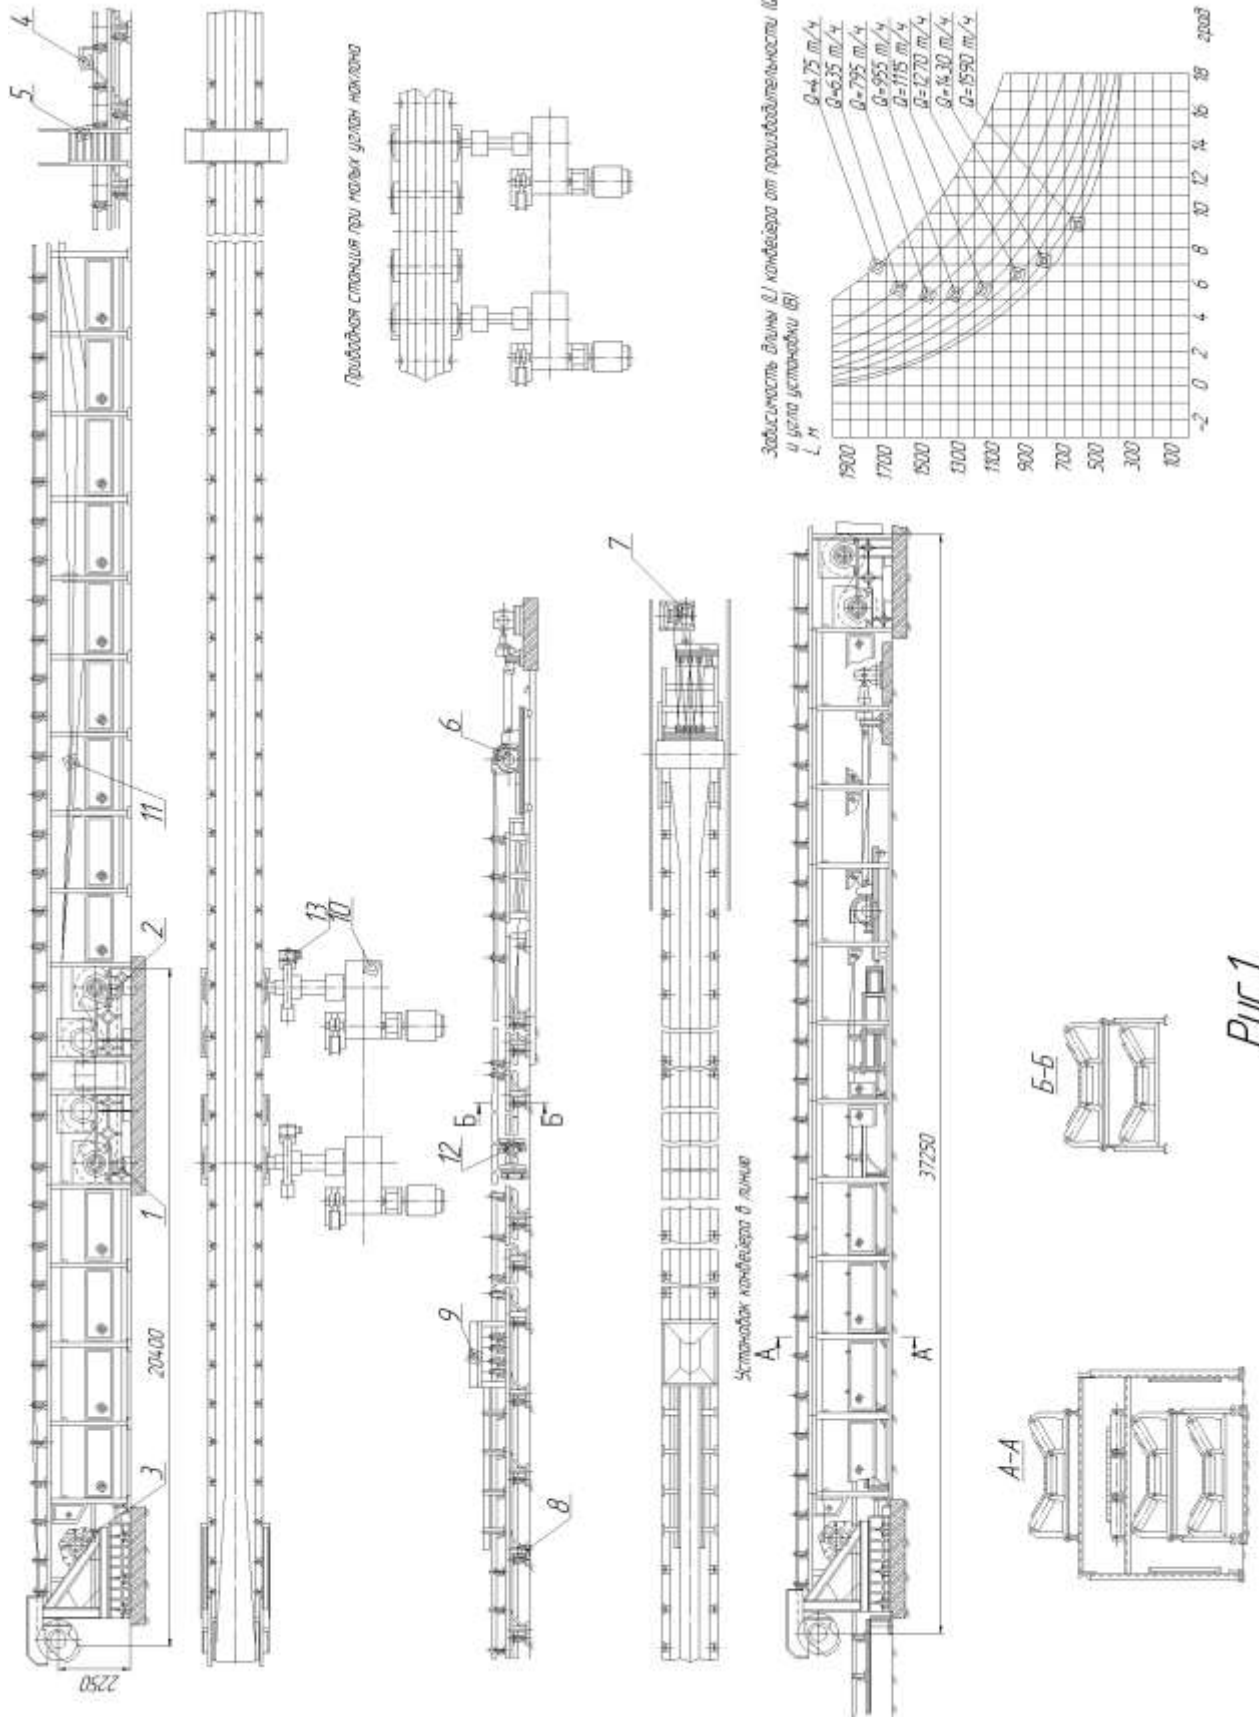 4
5
11
2
1
20400
3
2250
13
10
Приводная станция при малых углах наклона
6
Б
Б
12
9
8
7
Установак конвейера в линию
А
А
37250
А-А
Б-Б
Зависимость длины (L) конвейера от производительности
и угла установки (β)
L, м
1900
1700
1500
1300
1100
900
700
500
300
100
-2
0
2
4
6
8
10
12
14
16
18
град
Q=475 т/ч
Q=635 т/ч
Q=795 т/ч
Q=955 т/ч
Q=1115 т/ч
Q=1270 т/ч
Q=1430 т/ч
Q=1590 т/ч
Рис.1